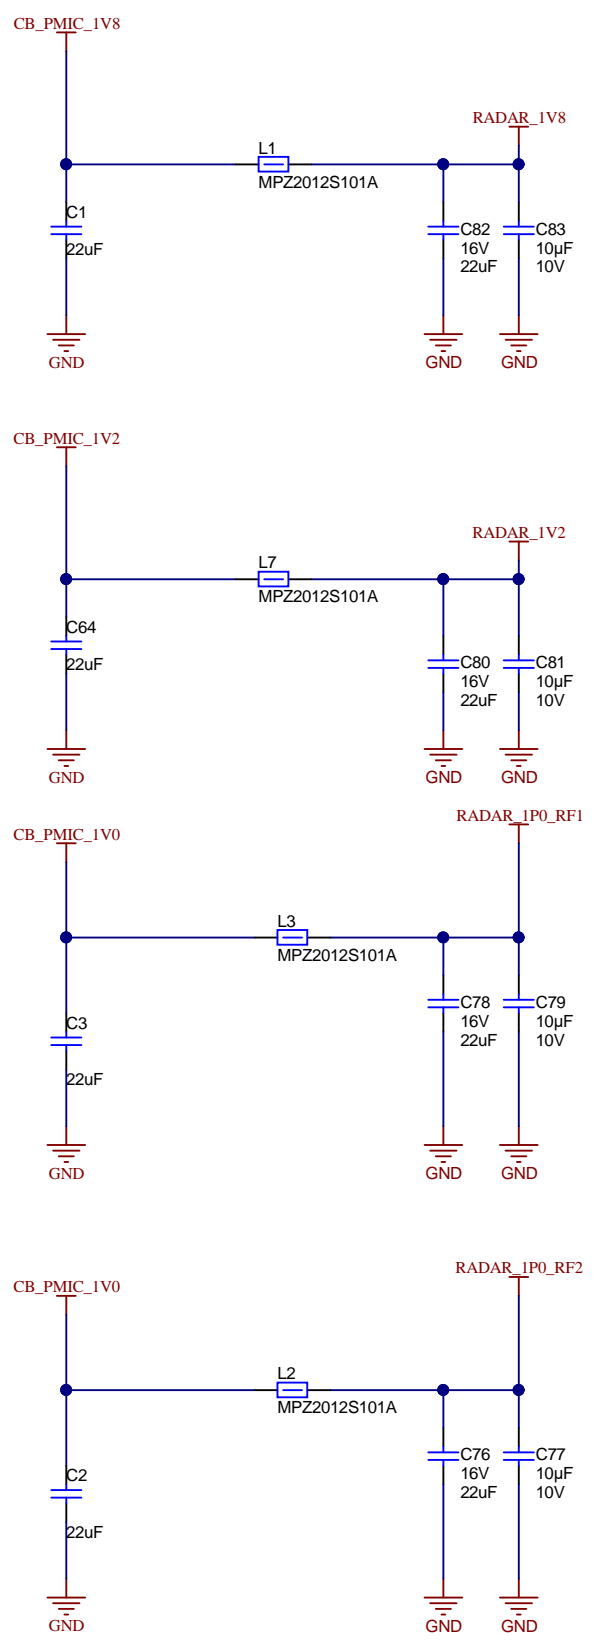 CB_PMIC_1V8
RADAR_1V8
L1
MPZ2012S101A
C1
22uF
C82
16V
22uF
C83
10µF
10V
GND
GND
GND
CB_PMIC_1V2
RADAR_1V2
L7
MPZ2012S101A
C64
22uF
C80
16V
22uF
C81
10µF
10V
GND
GND
GND
CB_PMIC_1V0
RADAR_1P0_RF1
L3
MPZ2012S101A
C3
22uF
C78
16V
22uF
C79
10µF
10V
GND
GND
GND
CB_PMIC_1V0
RADAR_1P0_RF2
L2
MPZ2012S101A
C2
22uF
C76
16V
22uF
C77
10µF
10V
GND
GND
GND